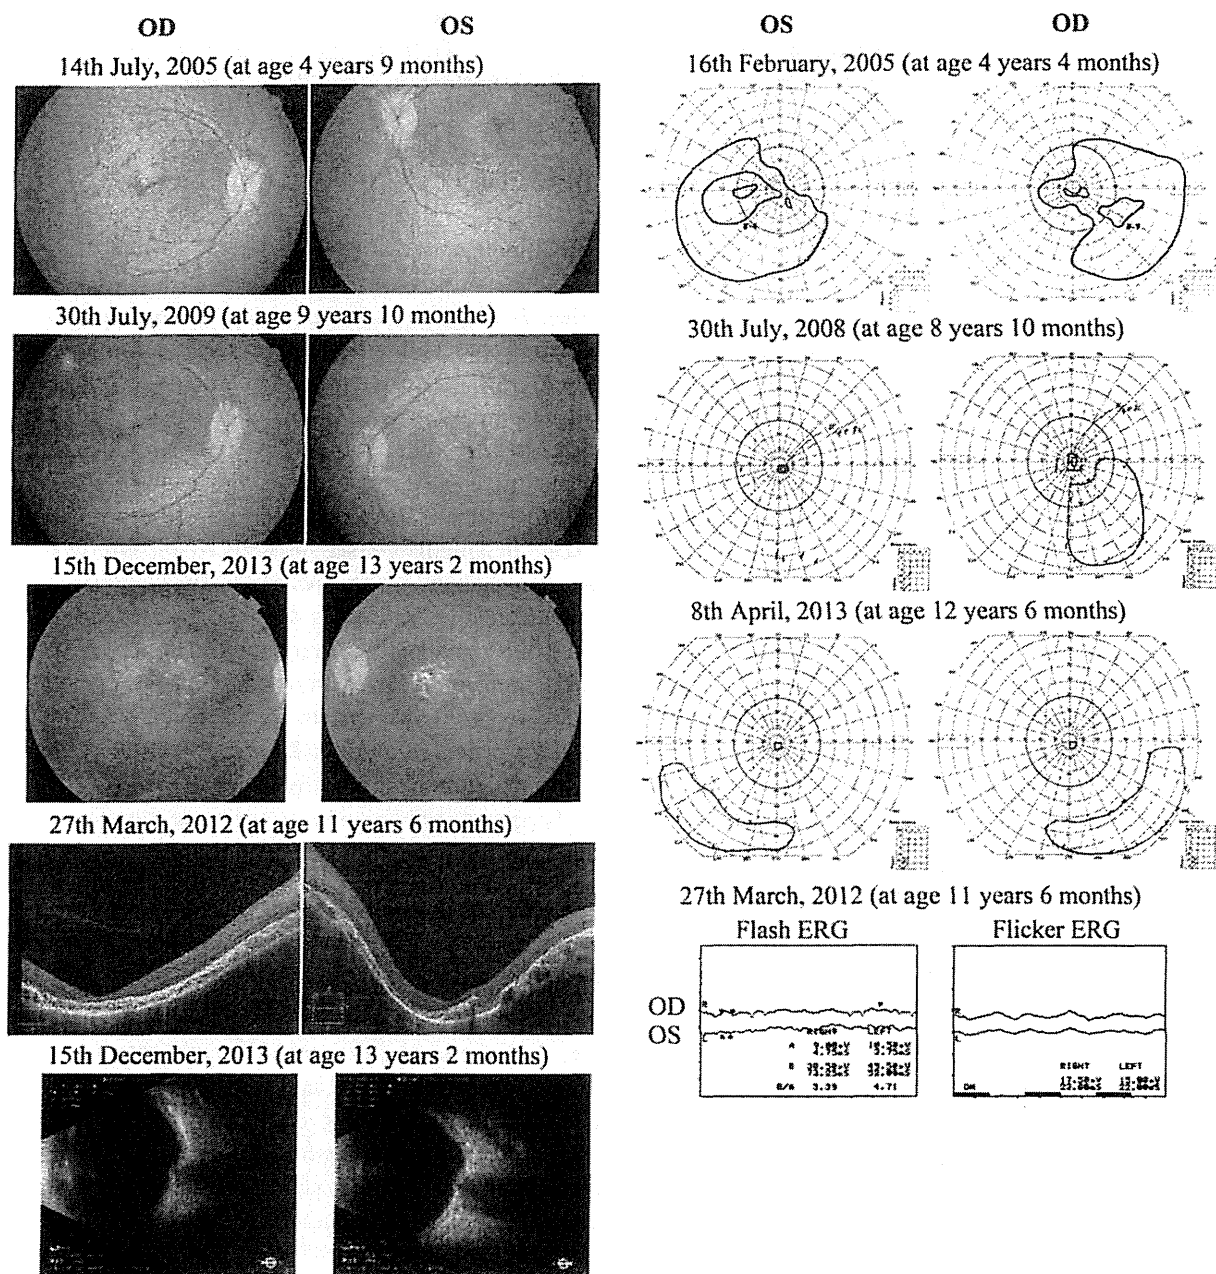 OD OS
14th July, 2005 (at age 4 years 9 months)
30th July, 2009 (at age 9 years 10 monthe)
15th December, 2013 (at age 13 years 2 months)
27th March, 2012 (at age 11 years 6 months)
15th December, 2013 (at age 13 years 2 months)
OS OD
16th February, 2005 (at age 4 years 4 months)
30th July, 2008 (at age 8 years 10 months)
8th April, 2013 (at age 12 years 6 months)
27th March, 2012 (at age 11 years 6 months)
Flash ERG Flicker ERG
OD
OS
RIGHT LEFT
A
B
B/A 3.39 4.71
RIGHT LEFT